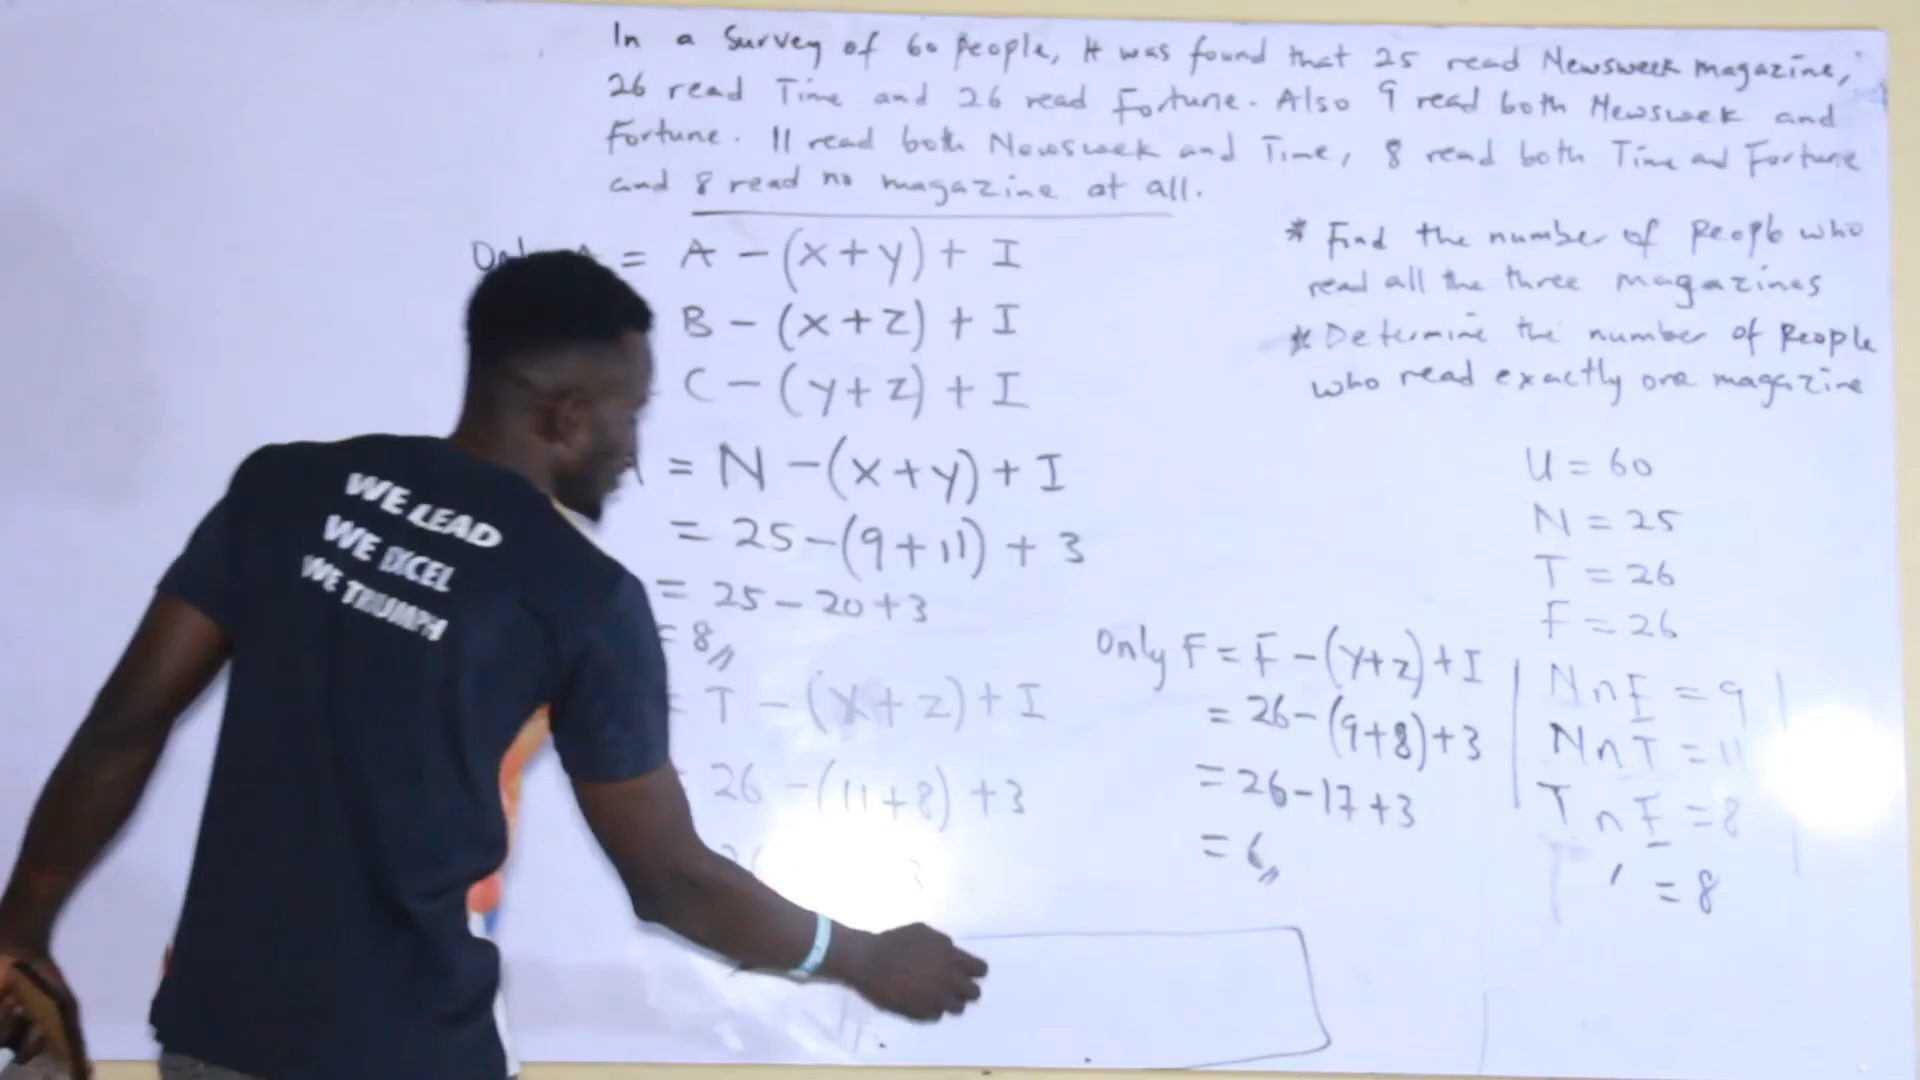 In a Survey of 60 people, it was found that 25 read Newsweek magazine,
26 read Time and 26 read Fortune. Also 9 read both Newsweek and
Fortune. 11 read both Newsweek and Time, 8 read both Time and Fortune
and 8 read no magazine at all.
* Find the number of people who
read all the three magazines
* Determine the number of People
who read exactly one magazine
= A - (x+y) + I
B - (x+z) + I
C - (y+z) + I
= N - (x+y) + I
= 25 - (9+11) + 3
= 25 - 20 + 3
= 8
= T - (x+z) + I
26 - (11+8) + 3
3
Only F = F - (y+z) + I
= 26 - (9+8) + 3
= 26 - 17 + 3
= 6
U = 60
N = 25
T = 26
F = 26
N n F = 9
N n T = 11
T n F = 8
= 8
WE LEAD
WE EXCEL
WE TRIUMPH